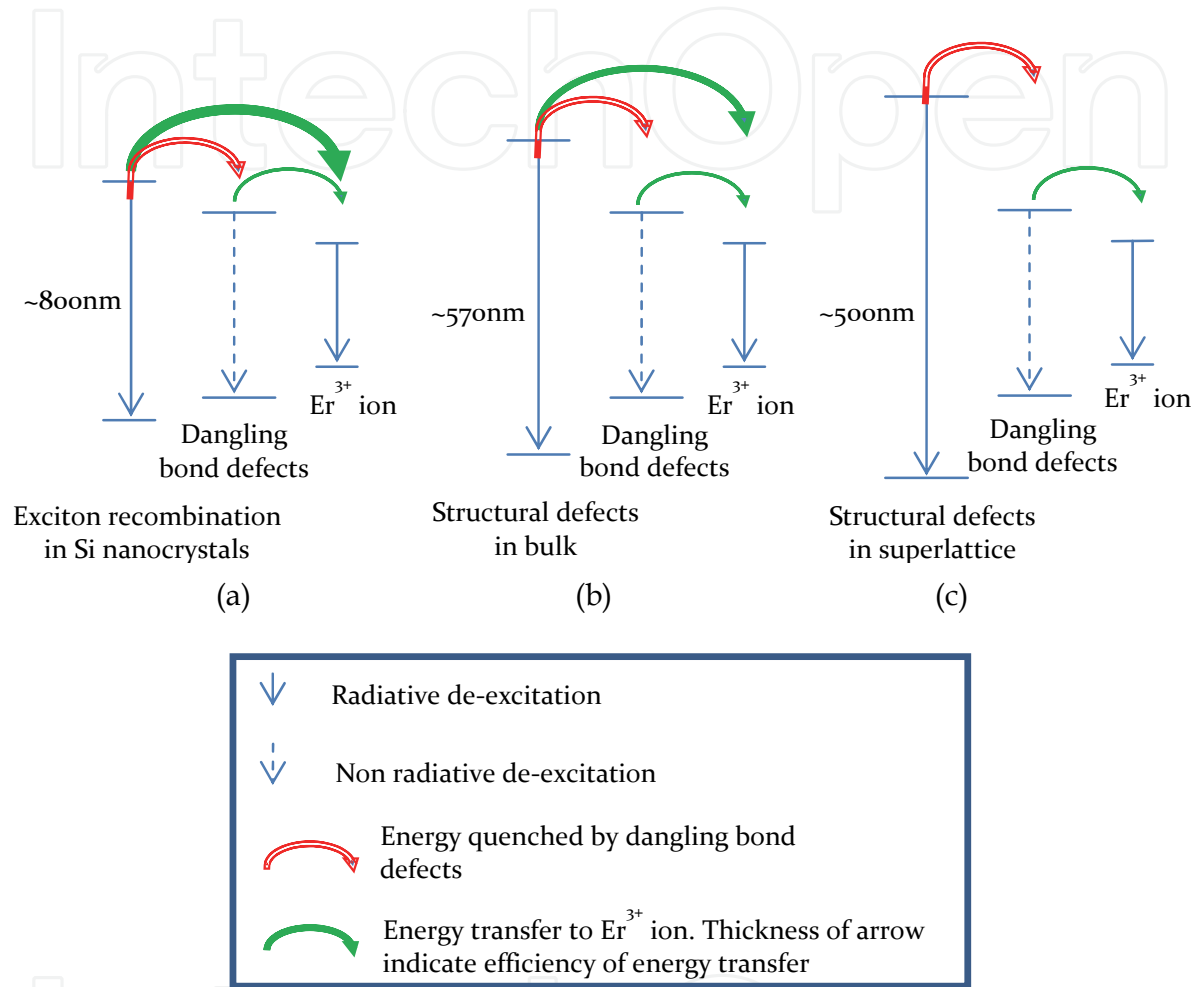 IntechOpen
~800nm
Er³⁺ ion
Dangling
bond defects
Exciton recombination
in Si nanocrystals
(a)
~570nm
Er³⁺ ion
Dangling
bond defects
Structural defects
in bulk
(b)
~500nm
Er³⁺ ion
Dangling
bond defects
Structural defects
in superlattice
(c)
Radiative de-excitation
Non radiative de-excitation
Energy quenched by dangling bond
defects
Energy transfer to Er³⁺ ion. Thickness of arrow
indicate efficiency of energy transfer